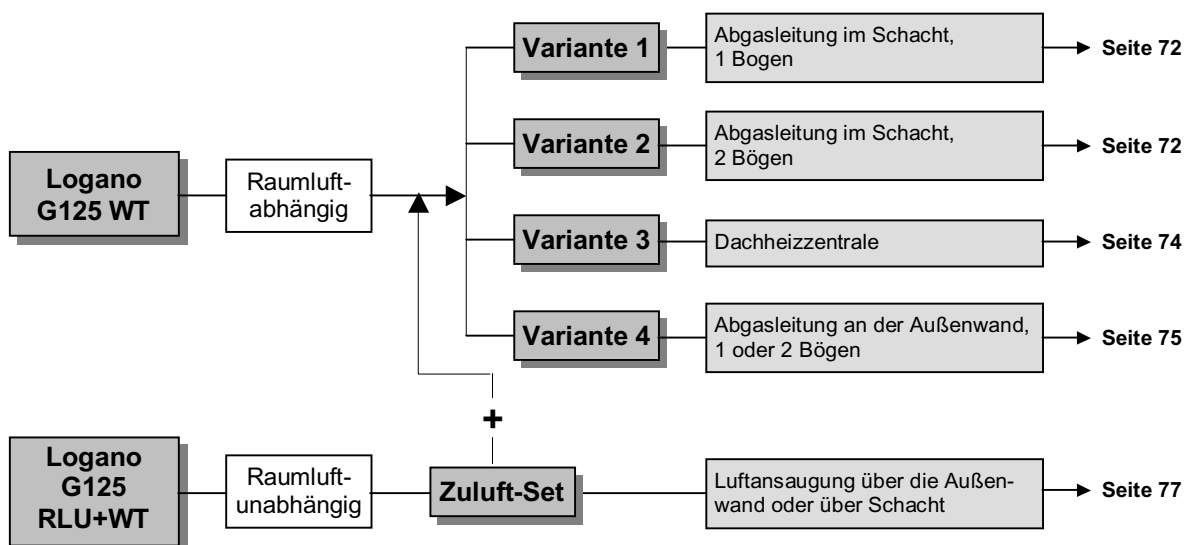 Variante 1
Abgasleitung im Schacht,
1 Bogen
Seite 72
Variante 2
Abgasleitung im Schacht,
2 Bögen
Seite 72
Logano
G125 WT
Raumluft-
abhängig
Variante 3
Dachheizzentrale
Seite 74
Variante 4
Abgasleitung an der Außenwand,
1 oder 2 Bögen
Seite 75
+
Logano
G125
RLU+WT
Raumluft-
unabhängig
Zuluft-Set
Luftansaugung über die Außen-
wand oder über Schacht
Seite 77